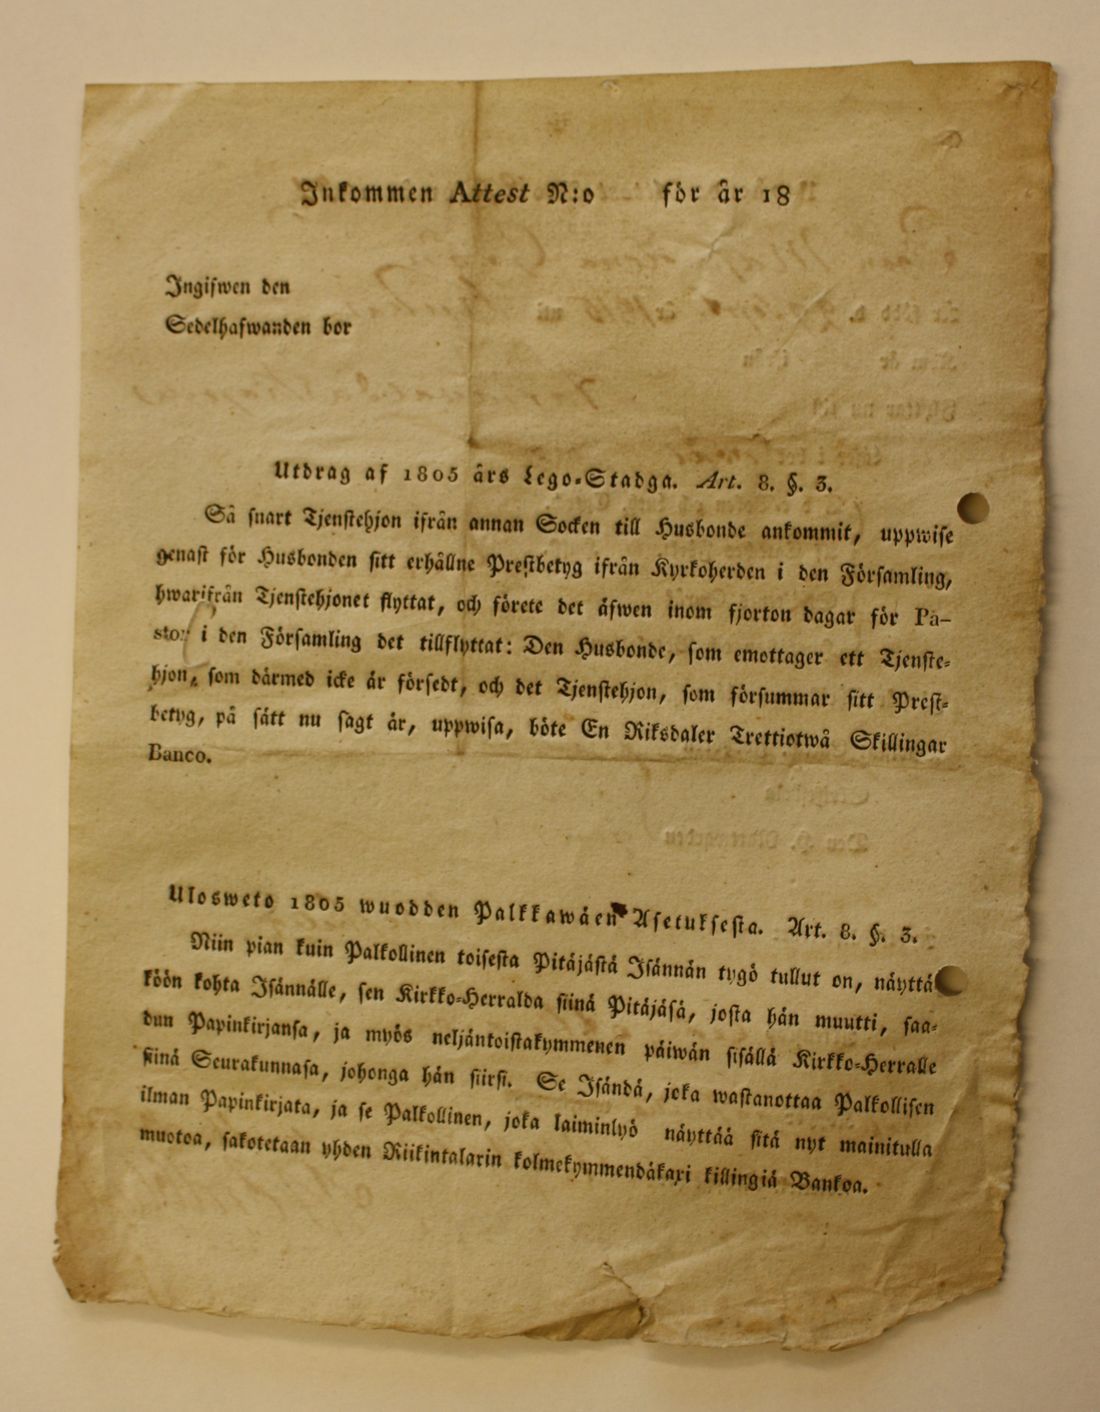 Inkommen Attest N:o för år 18
Ingifwen den
Sedelhafwanden bor
Utdrag af 1805 års Lego-Stadga. Art. 8. §. 3.
Så snart Tjenstehjon ifrån annan Socken till Husbonde ankommit, uppwise
genast för Husbonden sitt erhållne Prestbetyg ifrån Kyrkoherden i den Församling,
hwarifrån Tjenstehjonet flyttat, och förete det äfwen inom fjorton dagar för Pa-
stor i den Församling det tillflyttat: Den Husbonde, som emottager ett Tjenste-
hjon, som därmed icke är försedt, och det Tjenstehjon, som försummar sitt Prest-
betyg, på sätt nu sagt är, uppwisa, böte En Riksdaler Trettiotwå Skillingar
Banco.
Ulosweto 1805 wuodden Palkkawäen Asetuksesta. Art. 8. §. 3.
Niin pian kuin Palkollinen toisesta Pitäjästä Isännän tygö tullut on, näyttä-
köön kohta Isännälle, sen Kirkko-Herralda siinä Pitäjäsä, josta hän muutti, saa-
dun Papinkirjansa, ja myös neljäntoistakymmenen päiwän sisällä Kirkko-Herralle
siinä Seurakunnasa, johonga hän siirsi. Se Isändä, joka wastanottaa Palkollisen
ilman Papinkirjata, ja se Palkollinen, joka laiminlyö näyttää sitä nyt mainitulla
muotoa, sakotetaan yhden Riikintalarin kolmekymmendäkaxi killingiä Bankoa.